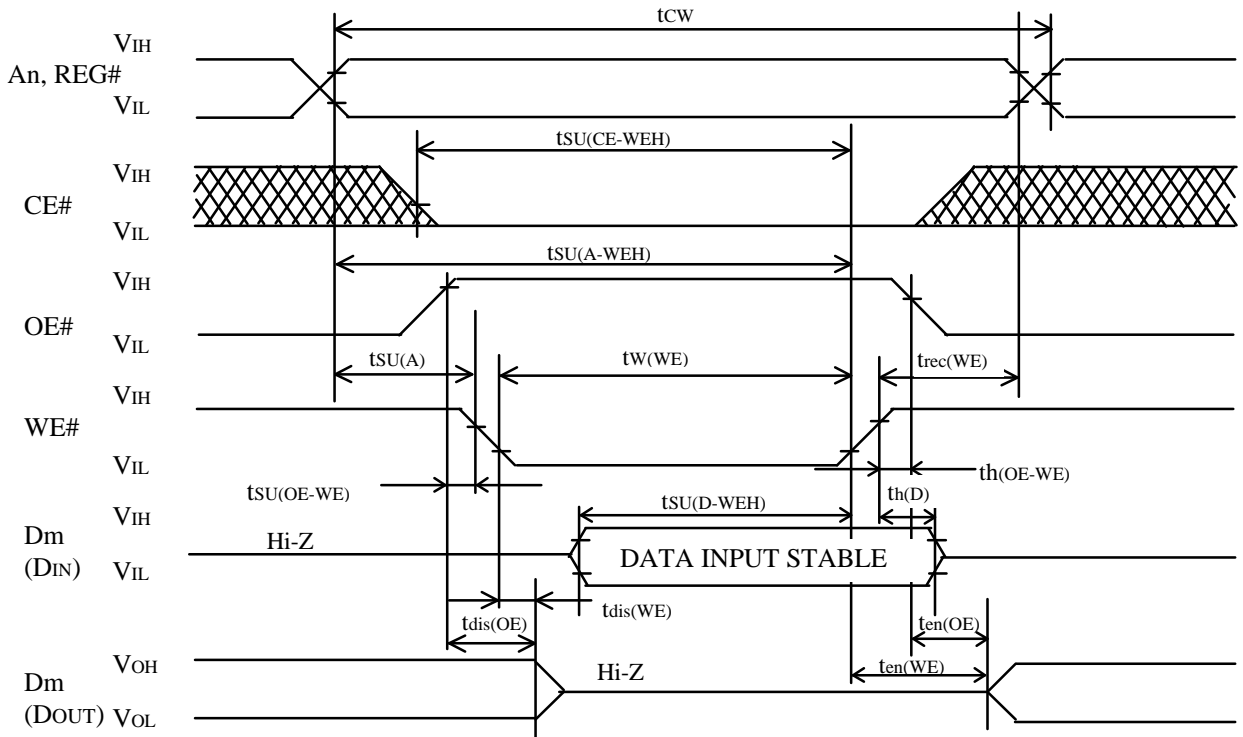 tCW
VIH
An, REG#
VIL
tSU(CE-WEH)
VIH
CE#
VIL
tSU(A-WEH)
VIH
OE#
VIL
tSU(A)
tW(WE)
trec(WE)
VIH
WE#
VIL
tSU(OE-WE)
th(OE-WE)
tSU(D-WEH)
th(D)
VIH
Dm
(DIN)
Hi-Z
DATA INPUT STABLE
VIL
tdis(WE)
tdis(OE)
ten(OE)
VOH
Hi-Z
ten(WE)
Dm
(DOUT)
VOL